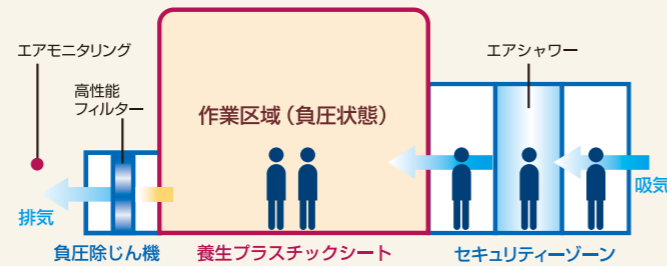 エアモニタリング
エアシャワー
高性能
フィルター
作業区域（負圧状態）
吸気
排気
負圧除じん機
養生プラスチックシート
セキュリティーゾーン